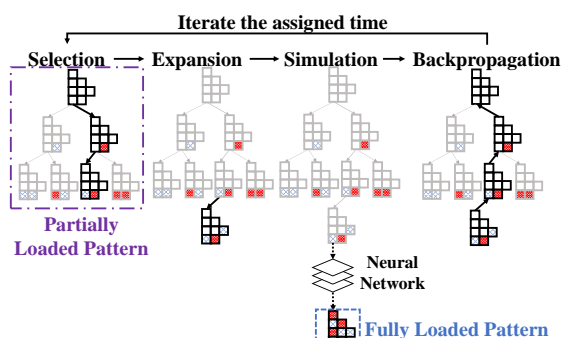 Iterate the assigned time
Selection Expansion Simulation Backpropagation
Partially
Loaded Pattern
Neural
Network
Fully Loaded Pattern